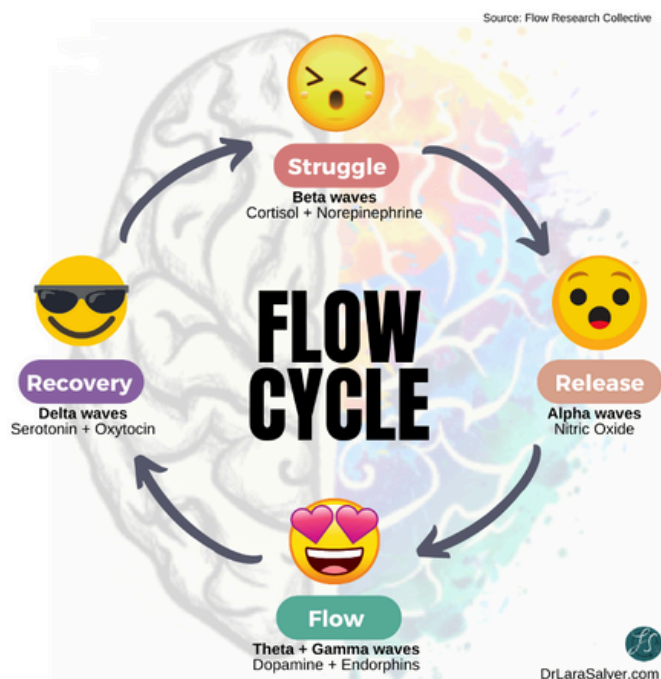 Source: Flow Research Collective
Struggle
Beta waves
Cortisol + Norepinephrine
FLOW
CYCLE
Recovery
Delta waves
Serotonin + Oxytocin
Release
Alpha waves
Nitric Oxide
Flow
Theta + Gamma waves
Dopamine + Endorphins
DrLaraSalyer.com